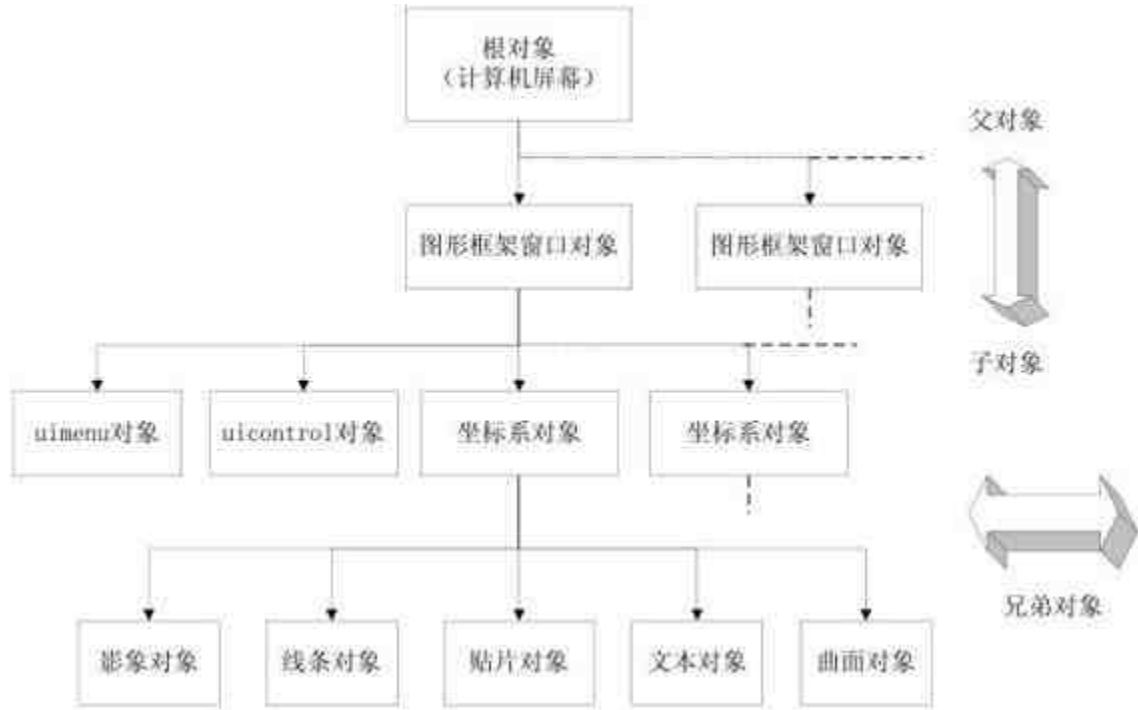 根对象
（计算机屏幕）
父对象
图形框架窗口对象
图形框架窗口对象
子对象
uimenu对象
uicontrol对象
坐标系对象
坐标系对象
兄弟对象
影象对象
线条对象
贴片对象
文本对象
曲面对象